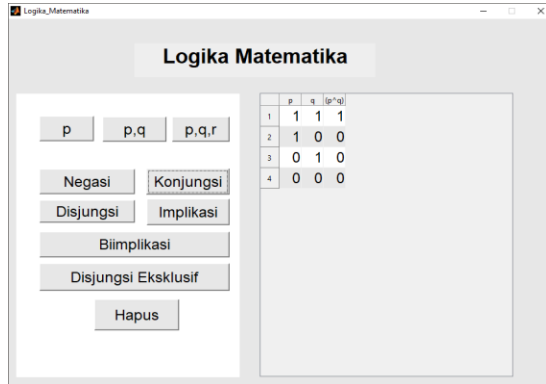 Logika_Matematika
Logika Matematika
p
p,q
p,q,r
Negasi
Konjungsi
Disjungsi
Implikasi
Biimplikasi
Disjungsi Eksklusif
Hapus
p q (p^q)
1 1 1 1
2 1 0 0
3 0 1 0
4 0 0 0